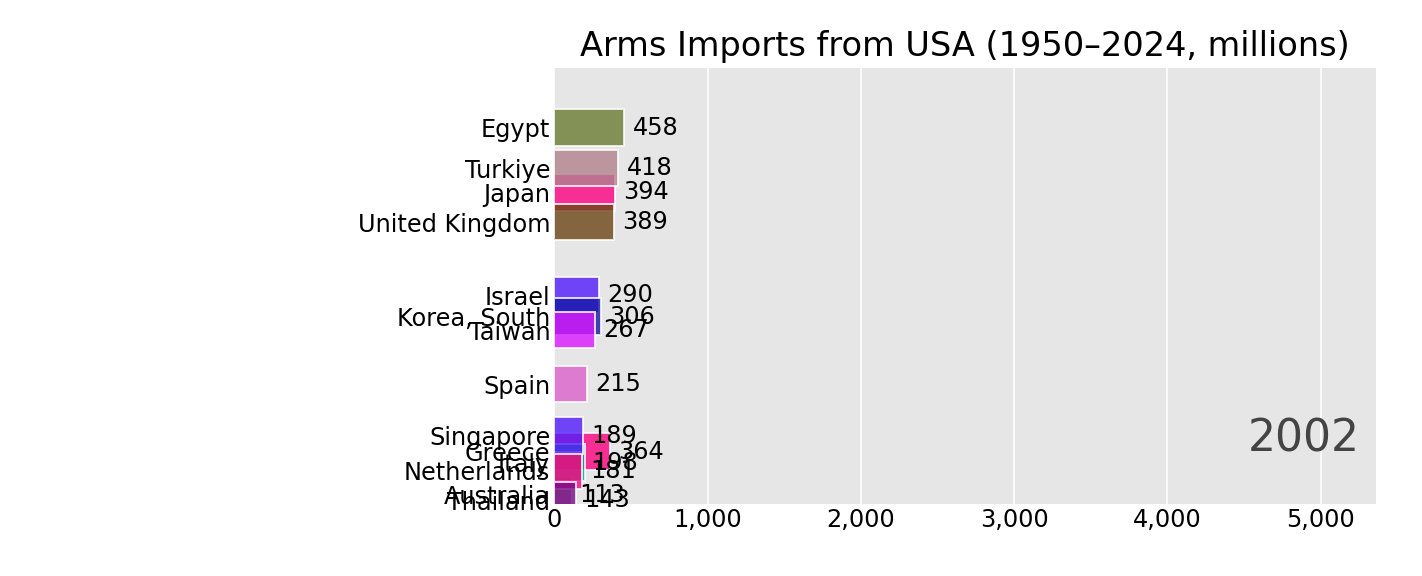 Arms Imports from USA (1950–2024, millions)
Egypt 458
Turkiye 418
Japan 394
United Kingdom 389
Israel 290
Korea, South 306
Taiwan 267
Spain 215
Singapore 189
Greece 364
Italy 198
Netherlands 181
Australia 113
Thailand 143
2002
0 1,000 2,000 3,000 4,000 5,000